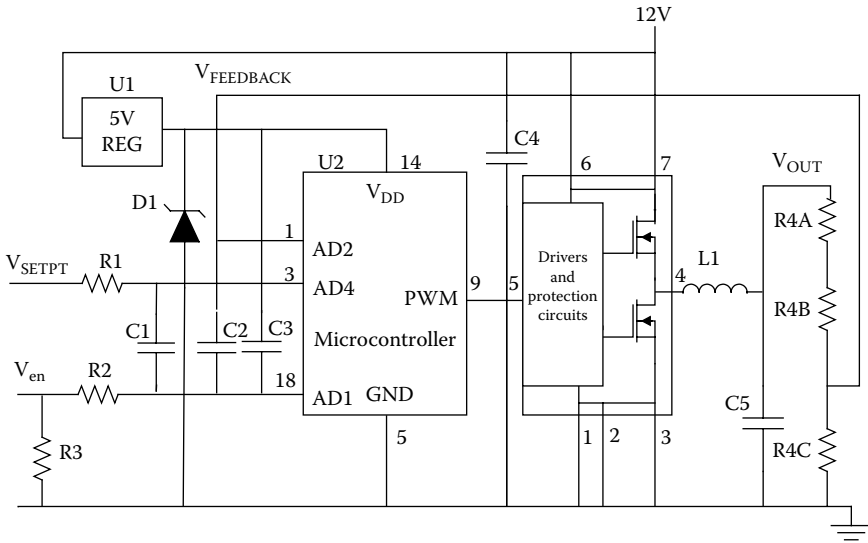 12V
V_FEEDBACK
U1
5V
REG
U2
14
C4
6
7
V_OUT
V_DD
D1
1
AD2
R4A
Drivers
and
protection
circuits
V_SETPT
R1
3
AD4
9
5
PWM
4
L1
C1
C2
C3
Microcontroller
R4B
V_en
R2
18
AD1
GND
C5
R3
5
1
2
3
R4C